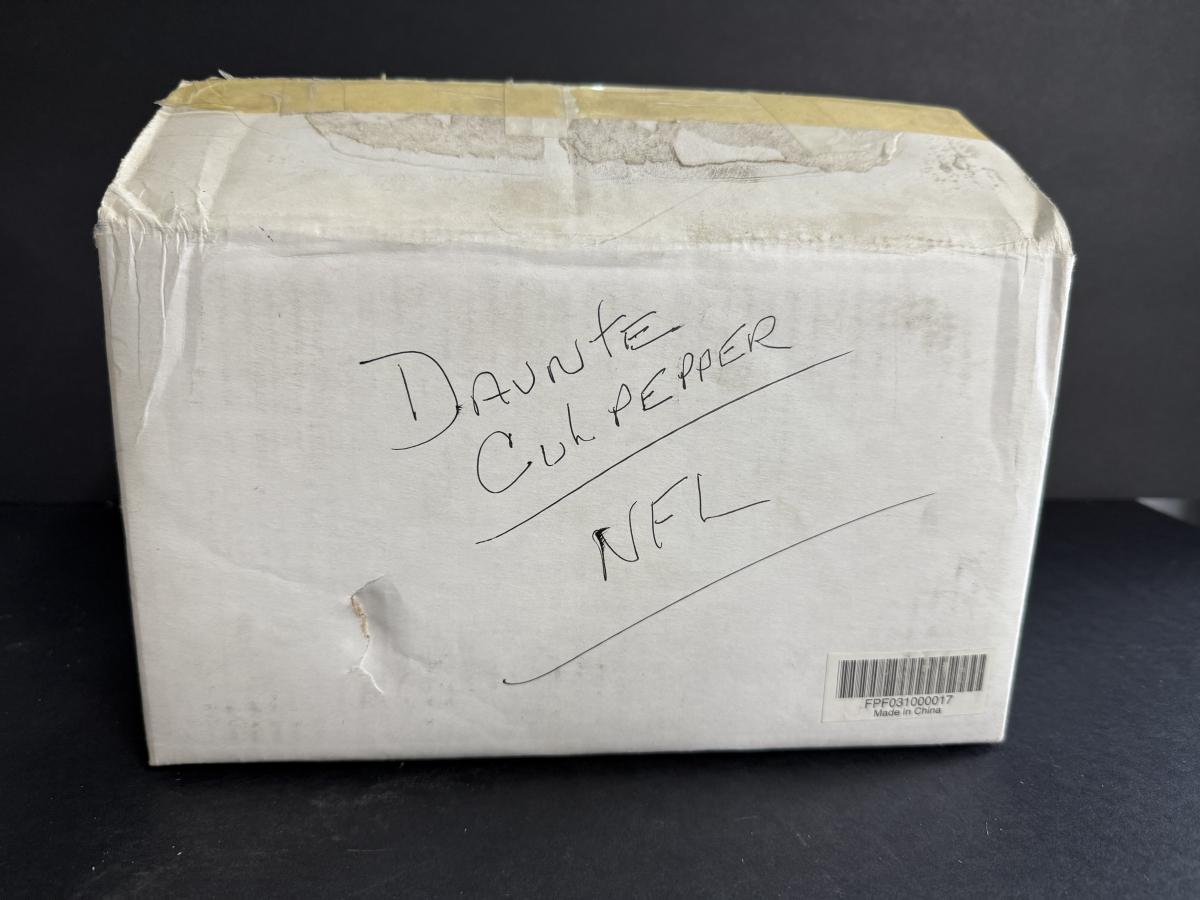 DAUNTE
CULPEPPER
NFL
FPF031000017
Made in China